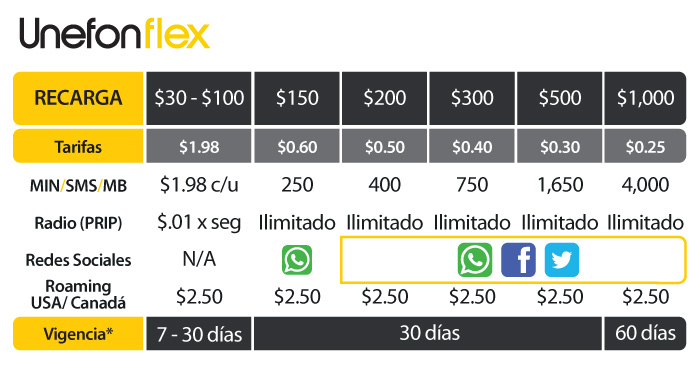 Unefon flex
RECARGA $30 - $100 $150 $200 $300 $500 $1,000
Tarifas $1.98 $0.60 $0.50 $0.40 $0.30 $0.25
MIN/SMS/MB $1.98 c/u 250 400 750 1,650 4,000
Radio (PRIP) $.01 x seg Ilimitado Ilimitado Ilimitado Ilimitado Ilimitado
Redes Sociales N/A
Roaming
USA/ Canadá $2.50 $2.50 $2.50 $2.50 $2.50 $2.50
Vigencia* 7 - 30 días 30 días 60 días